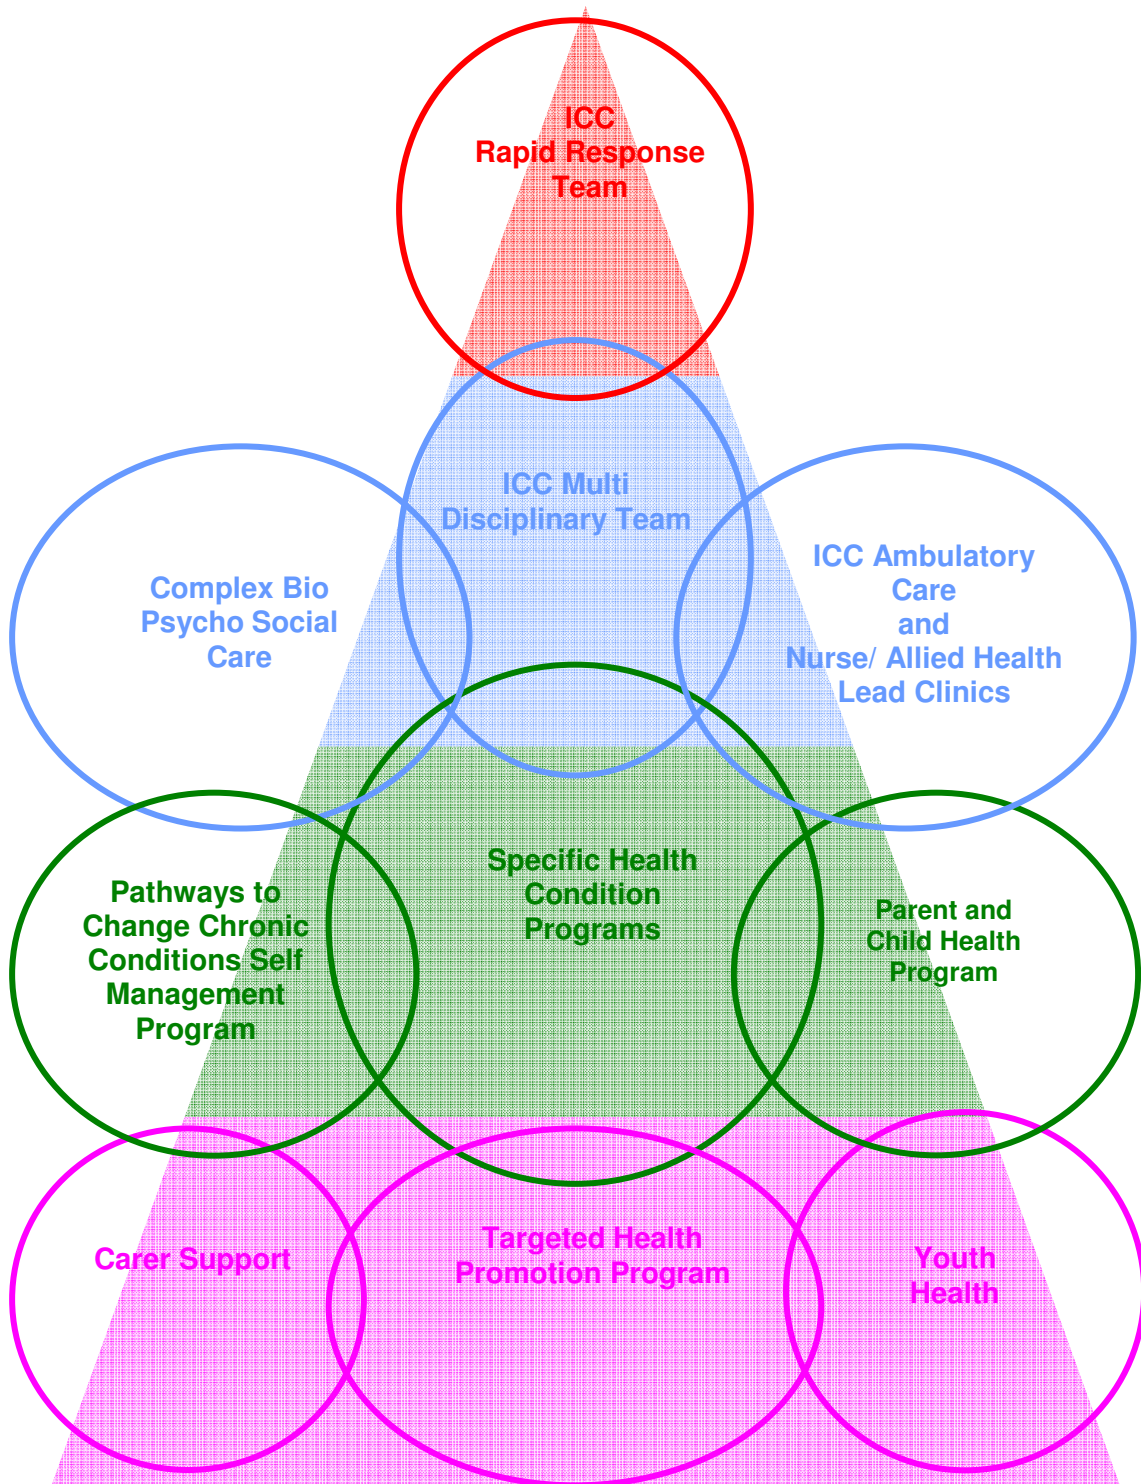 ICC
Rapid Response
Team
ICC Multi
Disciplinary Team
Complex Bio
Psycho Social
Care
ICC Ambulatory
Care
and
Nurse/ Allied Health
Lead Clinics
Pathways to
Change Chronic
Conditions Self
Management
Program
Specific Health
Condition
Programs
Parent and
Child Health
Program
Carer Support
Targeted Health
Promotion Program
Youth
Health